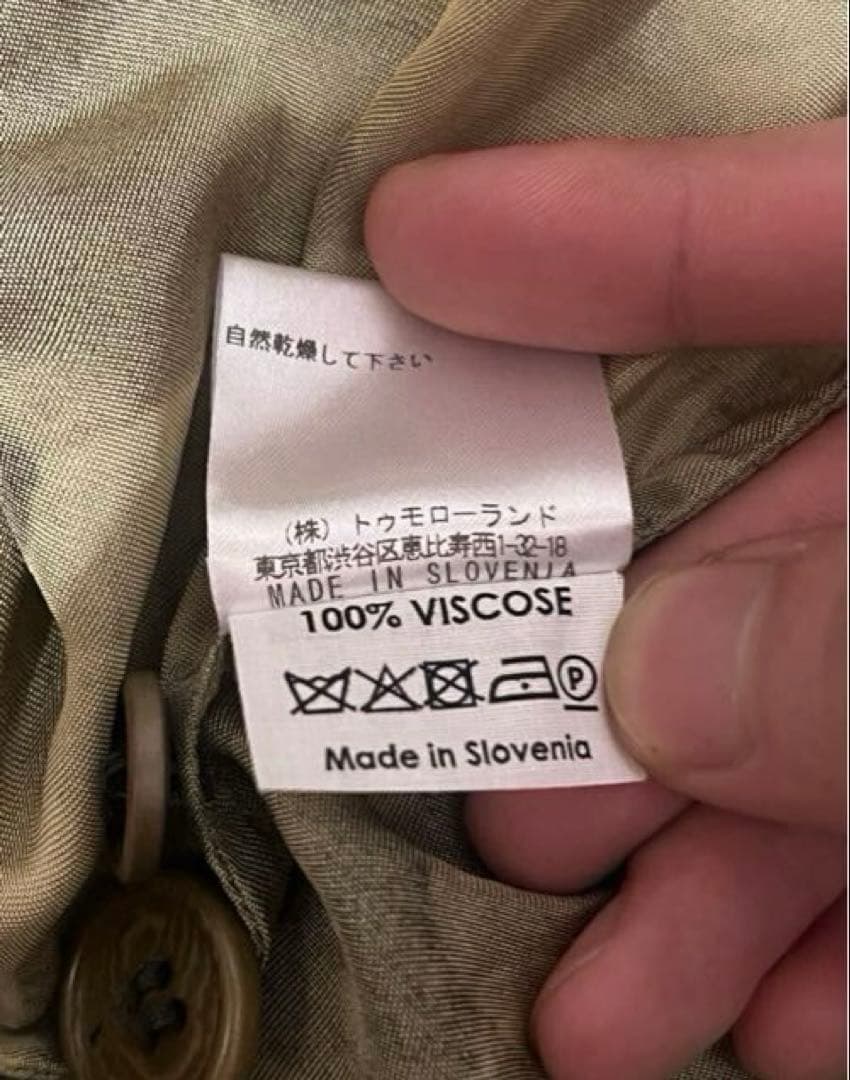 自然乾燥して下さい
(株) トゥモローランド
東京都渋谷区恵比寿西1-32-18
MADE IN SLOVENIA
100% VISCOSE
P
Made in Slovenia